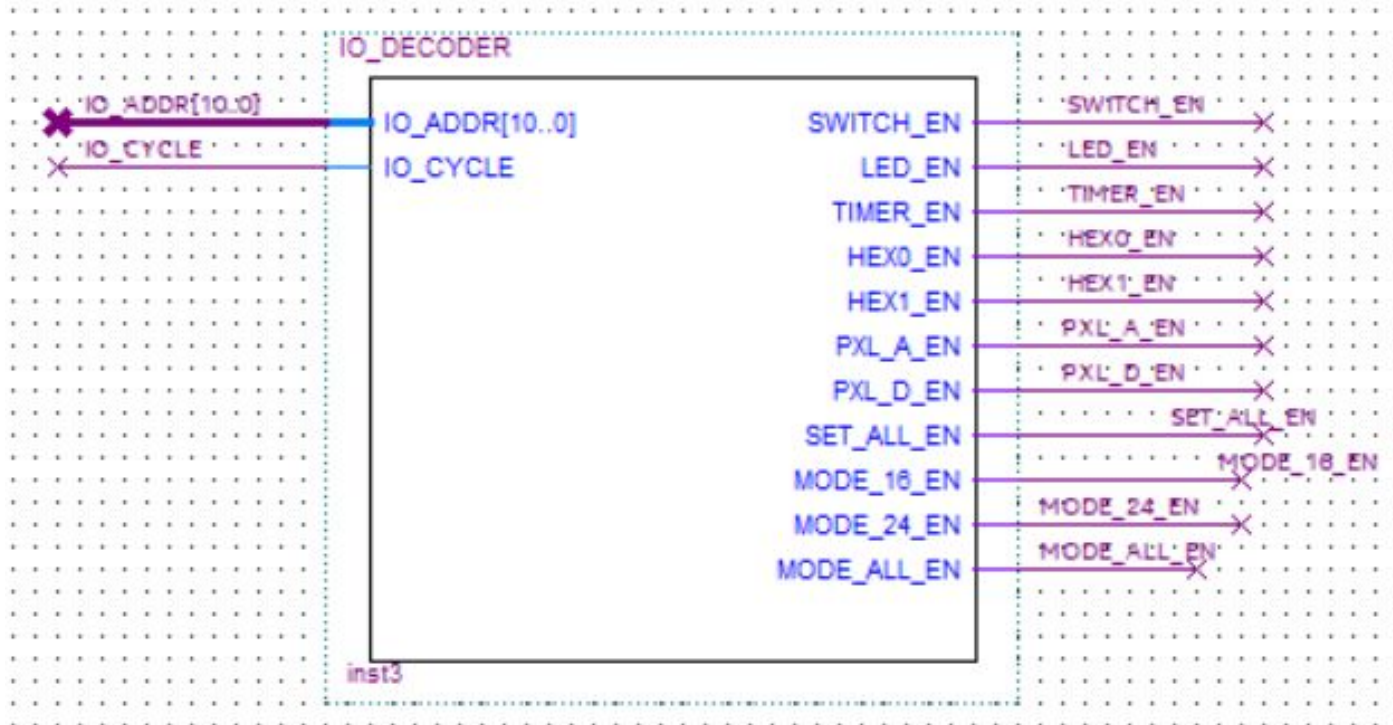 IO_DECODER
IO_ADDR[10..0]
IO_ADDR[10..0]
SWITCH_EN
SWITCH_EN
IO_CYCLE
IO_CYCLE
LED_EN
LED_EN
TIMER_EN
TIMER_EN
HEX0_EN
HEX0_EN
HEX1_EN
HEX1_EN
PXL_A_EN
PXL_A_EN
PXL_D_EN
PXL_D_EN
SET_ALL_EN
SET_ALL_EN
MODE_16_EN
MODE_16_EN
MODE_24_EN
MODE_24_EN
MODE_ALL_EN
MODE_ALL_EN
inst3